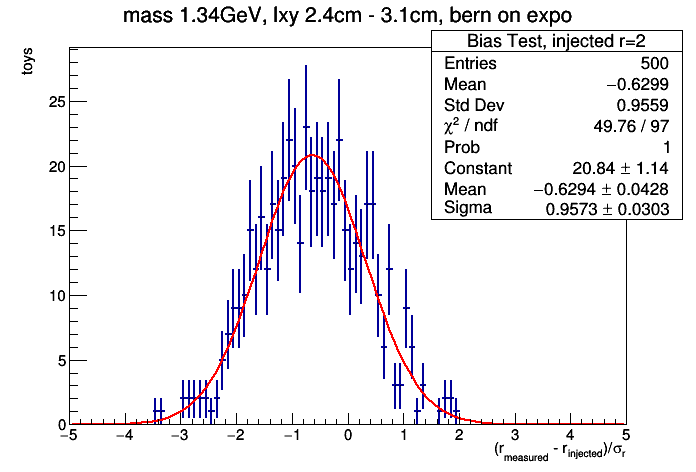 mass 1.34GeV, lxy 2.4cm - 3.1cm, bern on expo
Bias Test, injected r=2
Entries 500
Mean −0.6299
Std Dev 0.9559
χ² / ndf 49.76 / 97
Prob 1
Constant 20.84 ± 1.14
Mean −0.6294 ± 0.0428
Sigma 0.9573 ± 0.0303
toys
25
20
15
10
5
0
−5 −4 −3 −2 −1 0 1 2 3 4 5
(r_measured - r_injected)/σ_r